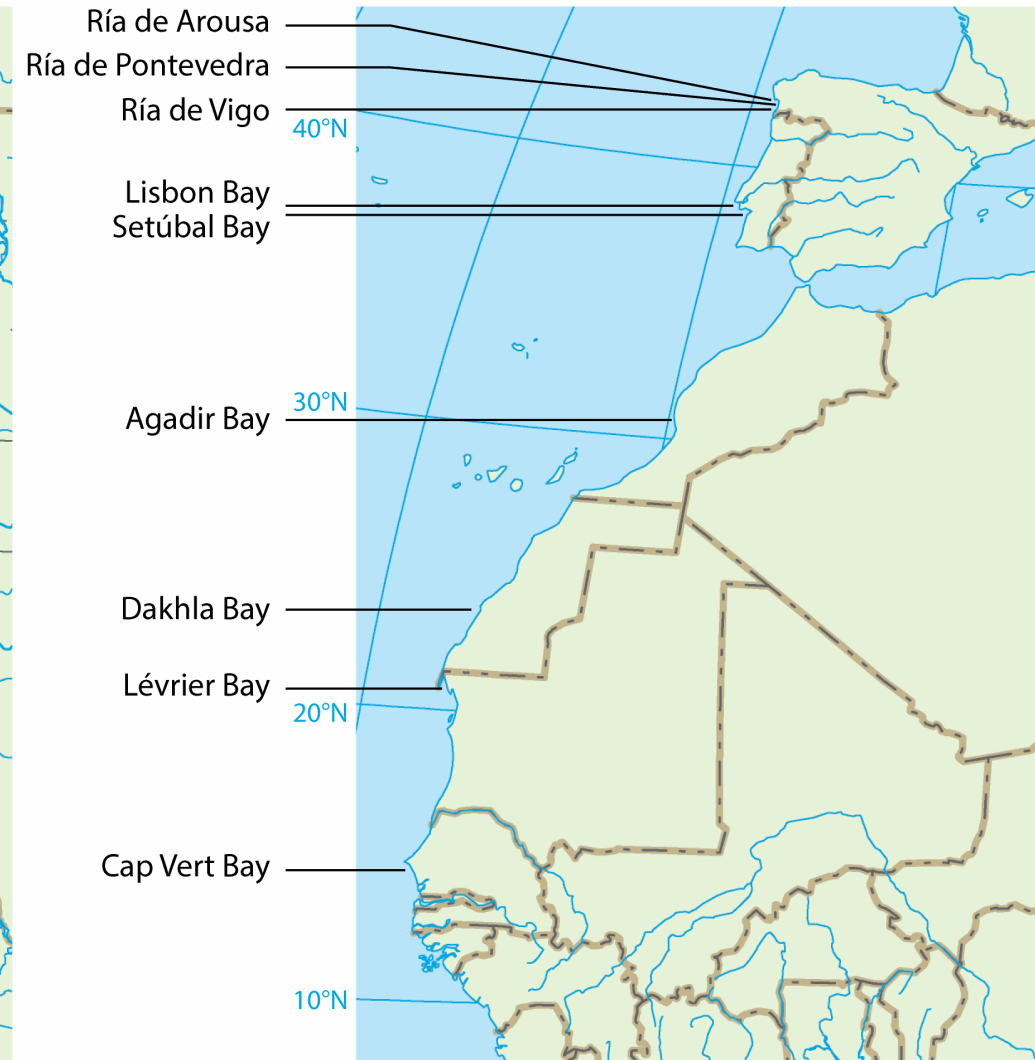 Ría de Arousa
Ría de Pontevedra
Ría de Vigo
40°N
Lisbon Bay
Setúbal Bay
30°N
Agadir Bay
Dakhla Bay
Lévrier Bay
20°N
Cap Vert Bay
10°N